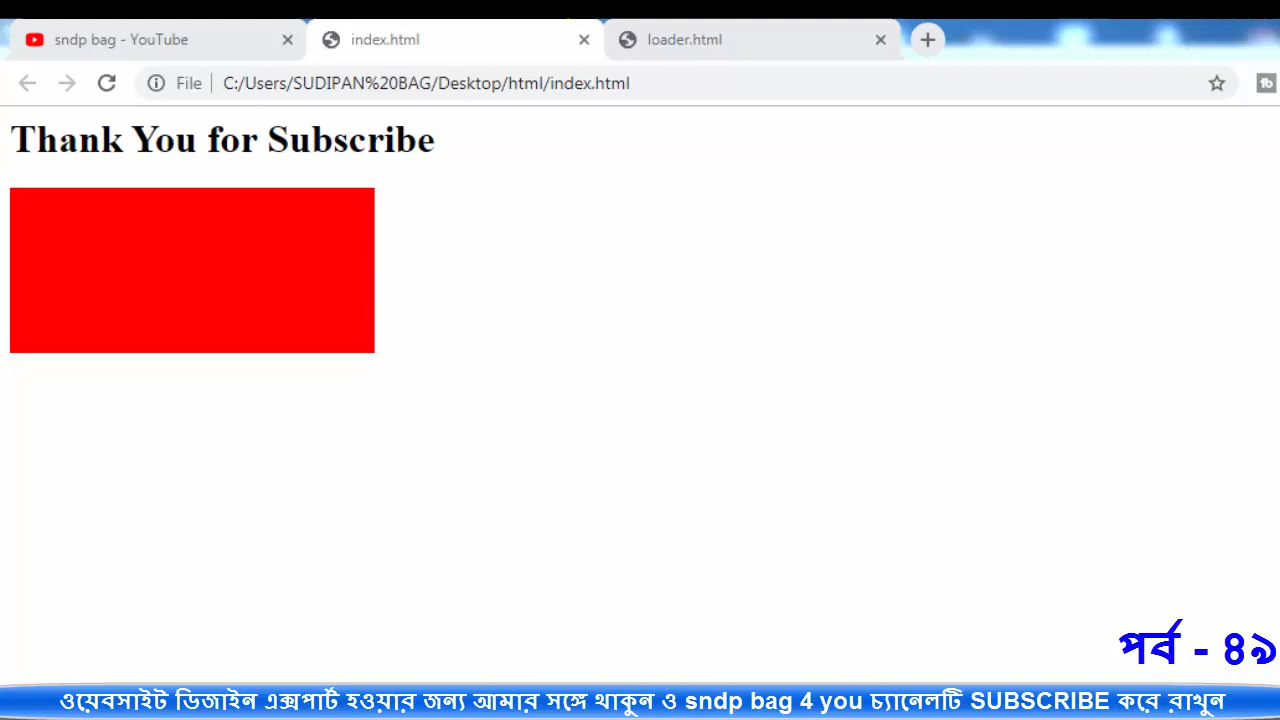 sndp bag - YouTube
index.html
loader.html
File
C:/Users/SUDIPAN%20BAG/Desktop/html/index.html
Thank You for Subscribe
পর্ব - ৪৯
ওয়েবসাইট ডিজাইন এক্সপার্ট হওয়ার জন্য আমার সঙ্গে থাকুন ও sndp bag 4 you চ্যানেলটি SUBSCRIBE করে রাখুন